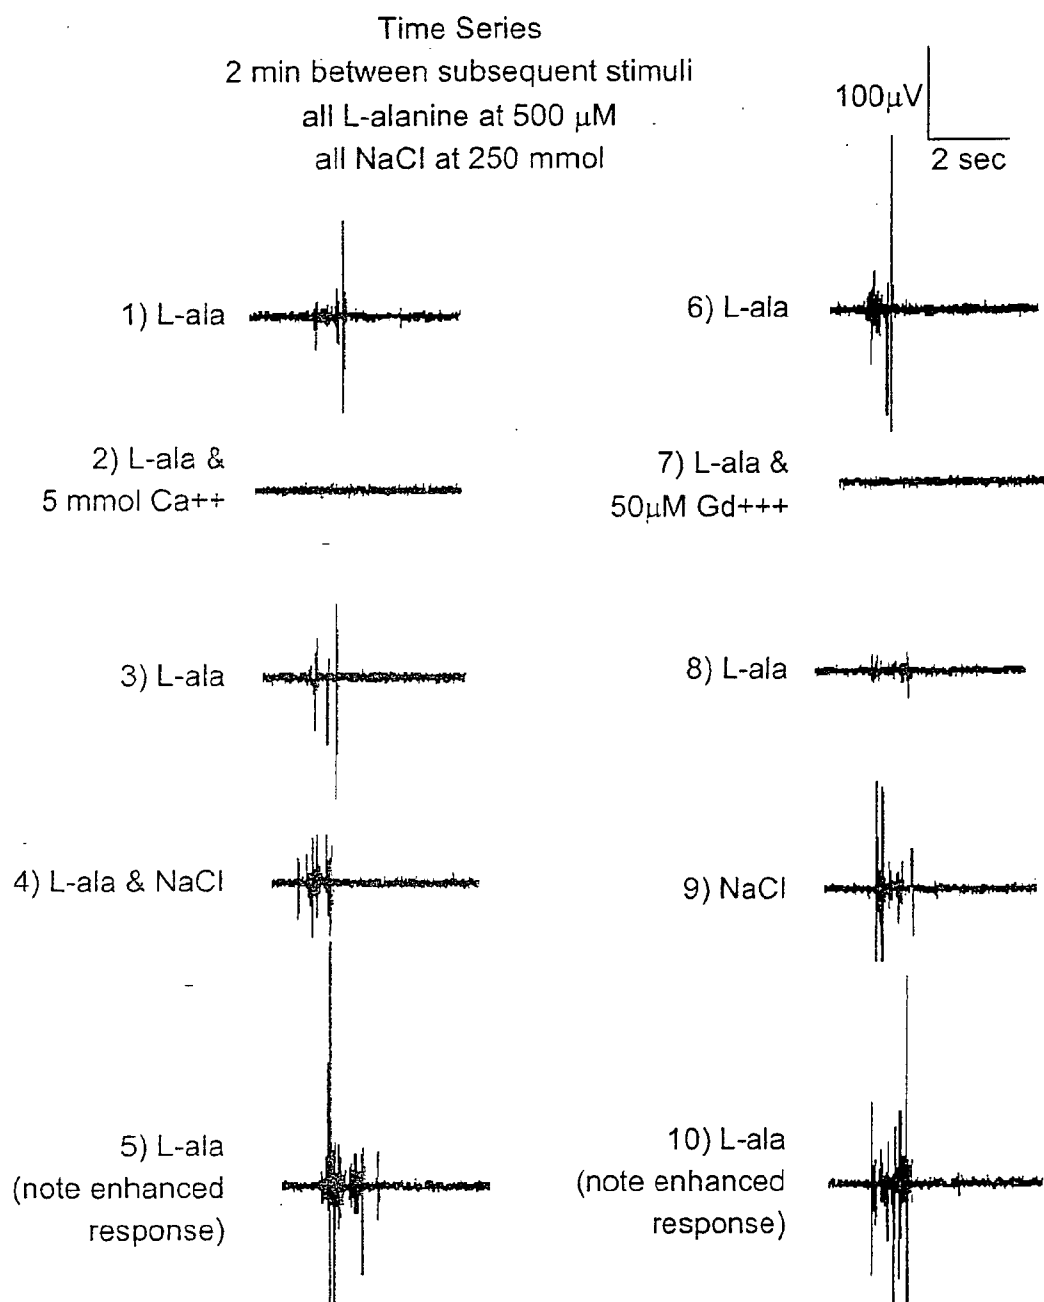 Time Series
2 min between subsequent stimuli
all L-alanine at 500 µM
all NaCl at 250 mmol
100µV
2 sec
1) L-ala
2) L-ala &
5 mmol Ca++
3) L-ala
4) L-ala & NaCl
5) L-ala
(note enhanced
response)
6) L-ala
7) L-ala &
50µM Gd+++
8) L-ala
9) NaCl
10) L-ala
(note enhanced
response)